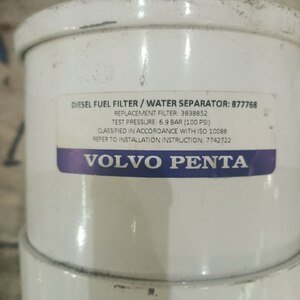 DIESEL FUEL FILTER / WATER SEPARATOR: 877768
REPLACEMENT FILTER: 3838852
TEST PRESSURE: 6.9 BAR (100 PSI)
CLASSIFIED IN ACCORDANCE WITH ISO 10088
REFER TO INSTALLATION INSTRUCTION: 7742722
VOLVO PENTA